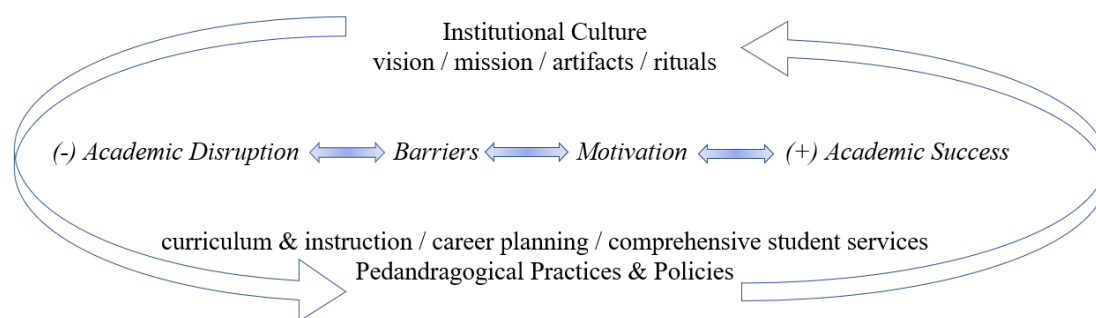 Institutional Culture
vision / mission / artifacts / rituals
(-) Academic Disruption Barriers Motivation (+) Academic Success
curriculum & instruction / career planning / comprehensive student services
Pedandragogical Practices & Policies